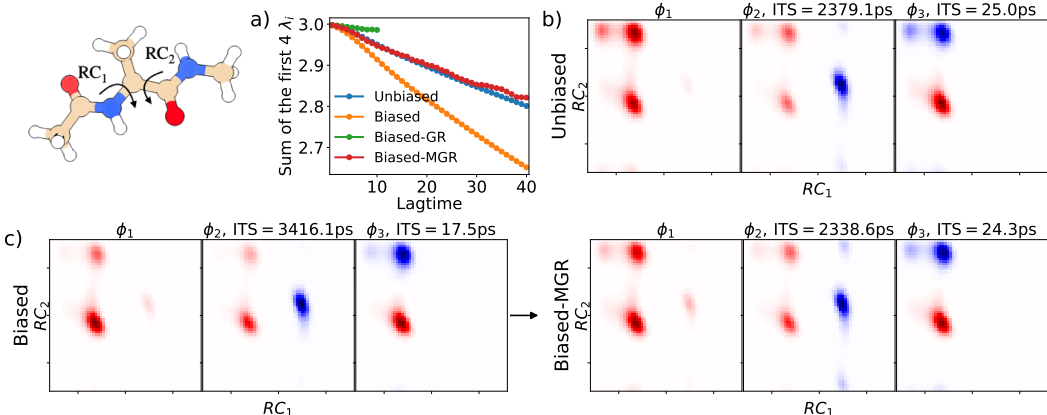 RC1
RC2
a)
Sum of the first 4 λi
3.0
2.9
2.8
2.7
Unbiased
Biased
Biased-GR
Biased-MGR
10
20
30
40
Lagtime
b)
ϕ1
ϕ2, ITS = 2379.1ps
ϕ3, ITS = 25.0ps
Unbiased
RC2
RC1
c)
ϕ1
ϕ2, ITS = 3416.1ps
ϕ3, ITS = 17.5ps
Biased
RC2
RC1
ϕ1
ϕ2, ITS = 2338.6ps
ϕ3, ITS = 24.3ps
Biased-MGR
RC2
RC1